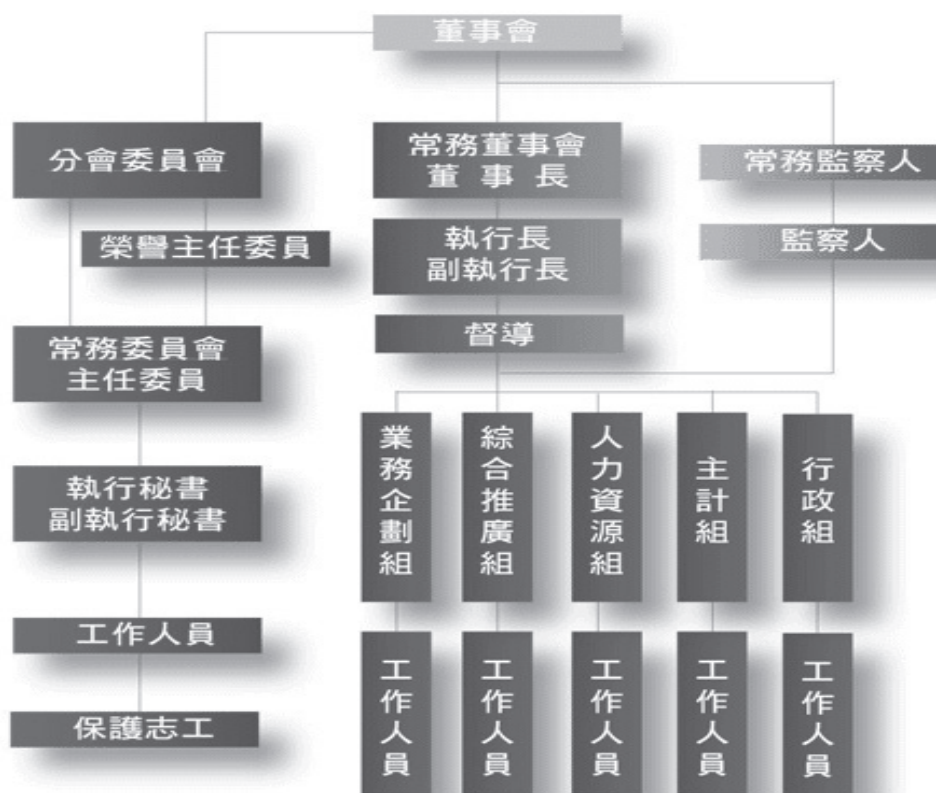 董事會
分會委員會
常務董事會
董事長
常務監察人
榮譽主任委員
執行長
副執行長
監察人
常務委員會
主任委員
督導
執行秘書
副執行秘書
業務企劃組
綜合推廣組
人力資源組
主計組
行政組
工作人員
保護志工
工作人員
工作人員
工作人員
工作人員
工作人員